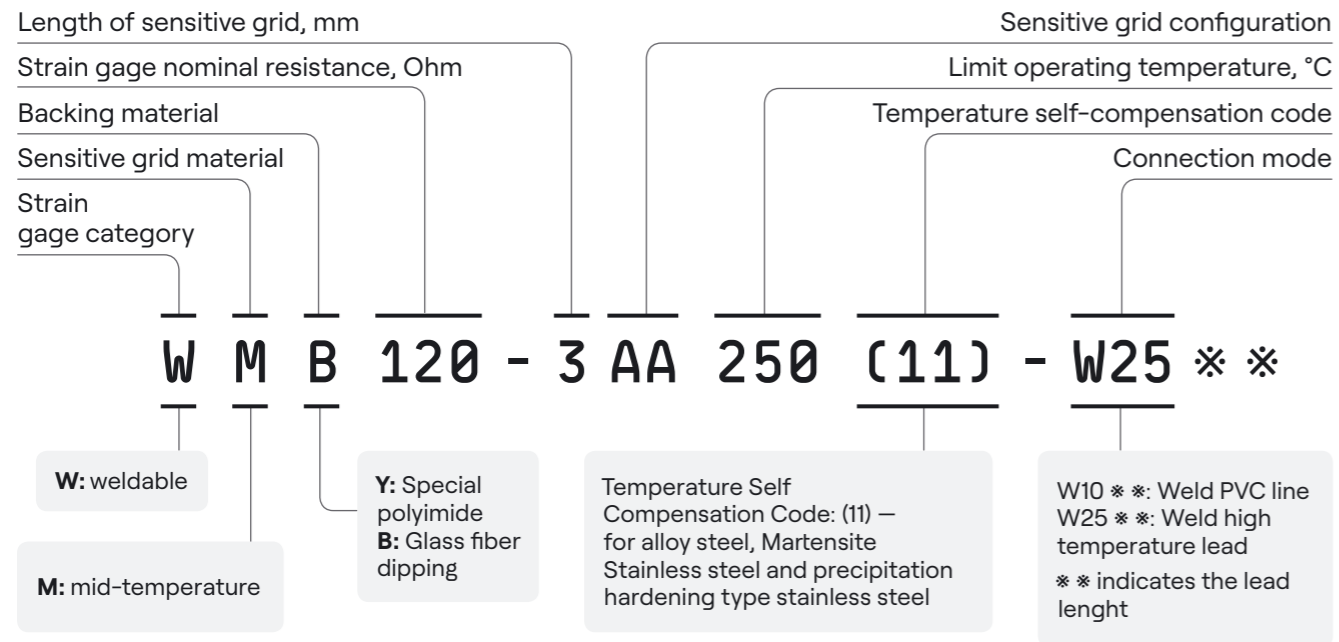 Length of sensitive grid, mm
Strain gage nominal resistance, Ohm
Backing material
Sensitive grid material
Strain
gage category
Sensitive grid configuration
Limit operating temperature, °C
Temperature self-compensation code
Connection mode
W M B 120 - 3 AA 250 (11) - W25 ※ ※
W: weldable
M: mid-temperature
Y: Special
polyimide
B: Glass fiber
dipping
Temperature Self
Compensation Code: (11) —
for alloy steel, Martensite
Stainless steel and precipitation
hardening type stainless steel
W10 ※ ※: Weld PVC line
W25 ※ ※: Weld high
temperature lead
※ ※ indicates the lead
lenght